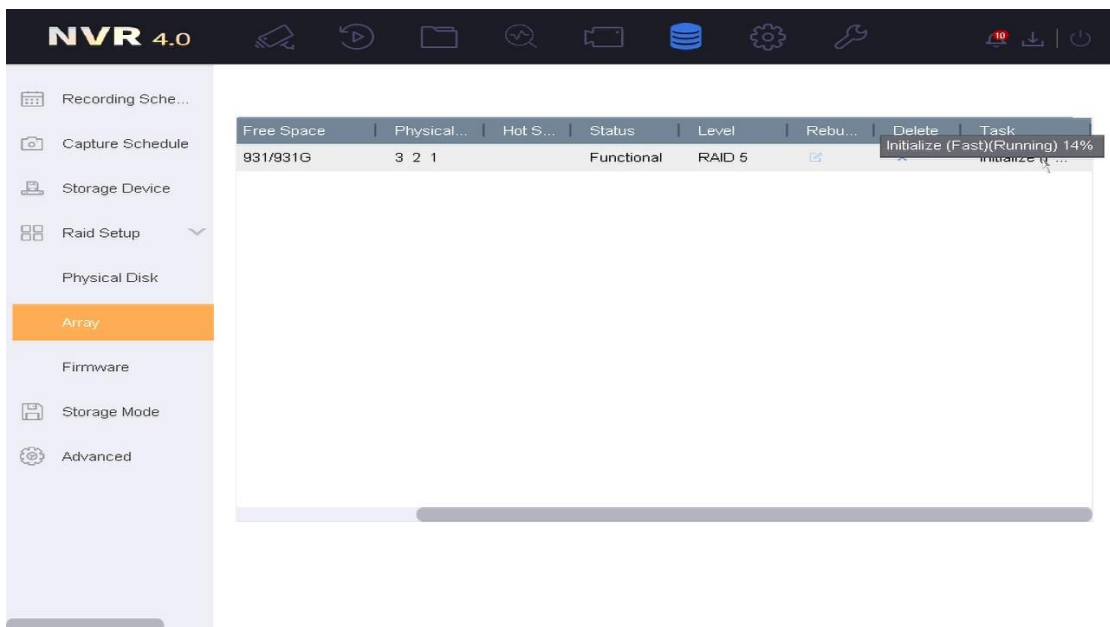 NVR 4.0
10
Recording Sche...
Capture Schedule
Storage Device
Raid Setup
Physical Disk
Array
Firmware
Storage Mode
Advanced
Free Space Physical... Hot S... Status Level Rebu... Delete Task
Initialize (Fast)(Running) 14%
931/931G 3 2 1 Functional RAID 5 Initialize (F ...